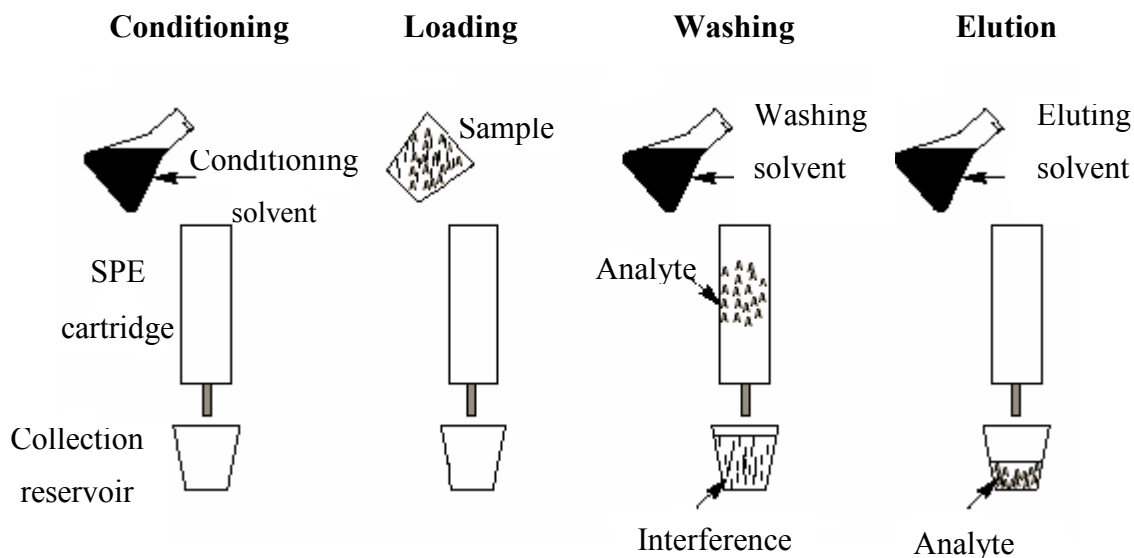 Conditioning
Loading
Washing
Elution
Conditioning
solvent
Sample
Washing
solvent
Eluting
solvent
SPE
cartridge
Analyte
Collection
reservoir
Interference
Analyte